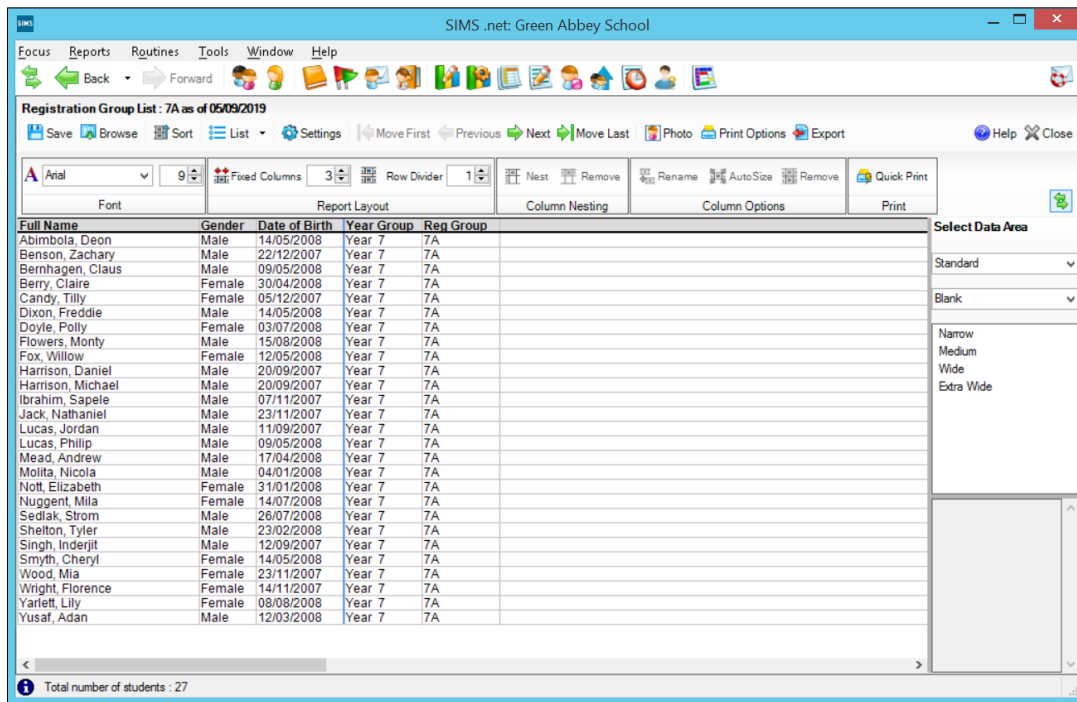 SIMS
SIMS .net: Green Abbey School
Focus Reports Routines Tools Window Help
Back Forward
Registration Group List : 7A as of 05/09/2019
Save Browse Sort List Settings Move First Previous Next Move Last Photo Print Options Export Help Close
A Arial 9 Fixed Columns 3 Row Divider 1 Nest Remove Rename AutoSize Remove Quick Print
Font Report Layout Column Nesting Column Options Print
Full Name Gender Date of Birth Year Group Reg Group
Abimbola, Deon Male 14/05/2008 Year 7 7A
Benson, Zachary Male 22/12/2007 Year 7 7A
Bernhagen, Claus Male 09/05/2008 Year 7 7A
Berry, Claire Female 30/04/2008 Year 7 7A
Candy, Tilly Female 05/12/2007 Year 7 7A
Dixon, Freddie Male 14/05/2008 Year 7 7A
Doyle, Polly Female 03/07/2008 Year 7 7A
Flowers, Monty Male 15/08/2008 Year 7 7A
Fox, Willow Female 12/05/2008 Year 7 7A
Harrison, Daniel Male 20/09/2007 Year 7 7A
Harrison, Michael Male 20/09/2007 Year 7 7A
Ibrahim, Sapele Male 07/11/2007 Year 7 7A
Jack, Nathaniel Male 23/11/2007 Year 7 7A
Lucas, Jordan Male 11/09/2007 Year 7 7A
Lucas, Philip Male 09/05/2008 Year 7 7A
Mead, Andrew Male 17/04/2008 Year 7 7A
Molita, Nicola Male 04/01/2008 Year 7 7A
Nott, Elizabeth Female 31/01/2008 Year 7 7A
Nuggent, Mila Female 14/07/2008 Year 7 7A
Sedlak, Strom Male 26/07/2008 Year 7 7A
Shelton, Tyler Male 23/02/2008 Year 7 7A
Singh, Inderjit Male 12/09/2007 Year 7 7A
Smyth, Cheryl Female 14/05/2008 Year 7 7A
Wood, Mia Female 23/11/2007 Year 7 7A
Wright, Florence Female 14/11/2007 Year 7 7A
Yarlett, Lily Female 08/08/2008 Year 7 7A
Yusaf, Adan Male 12/03/2008 Year 7 7A
Select Data Area
Standard
Blank
Narrow
Medium
Wide
Extra Wide
Total number of students : 27